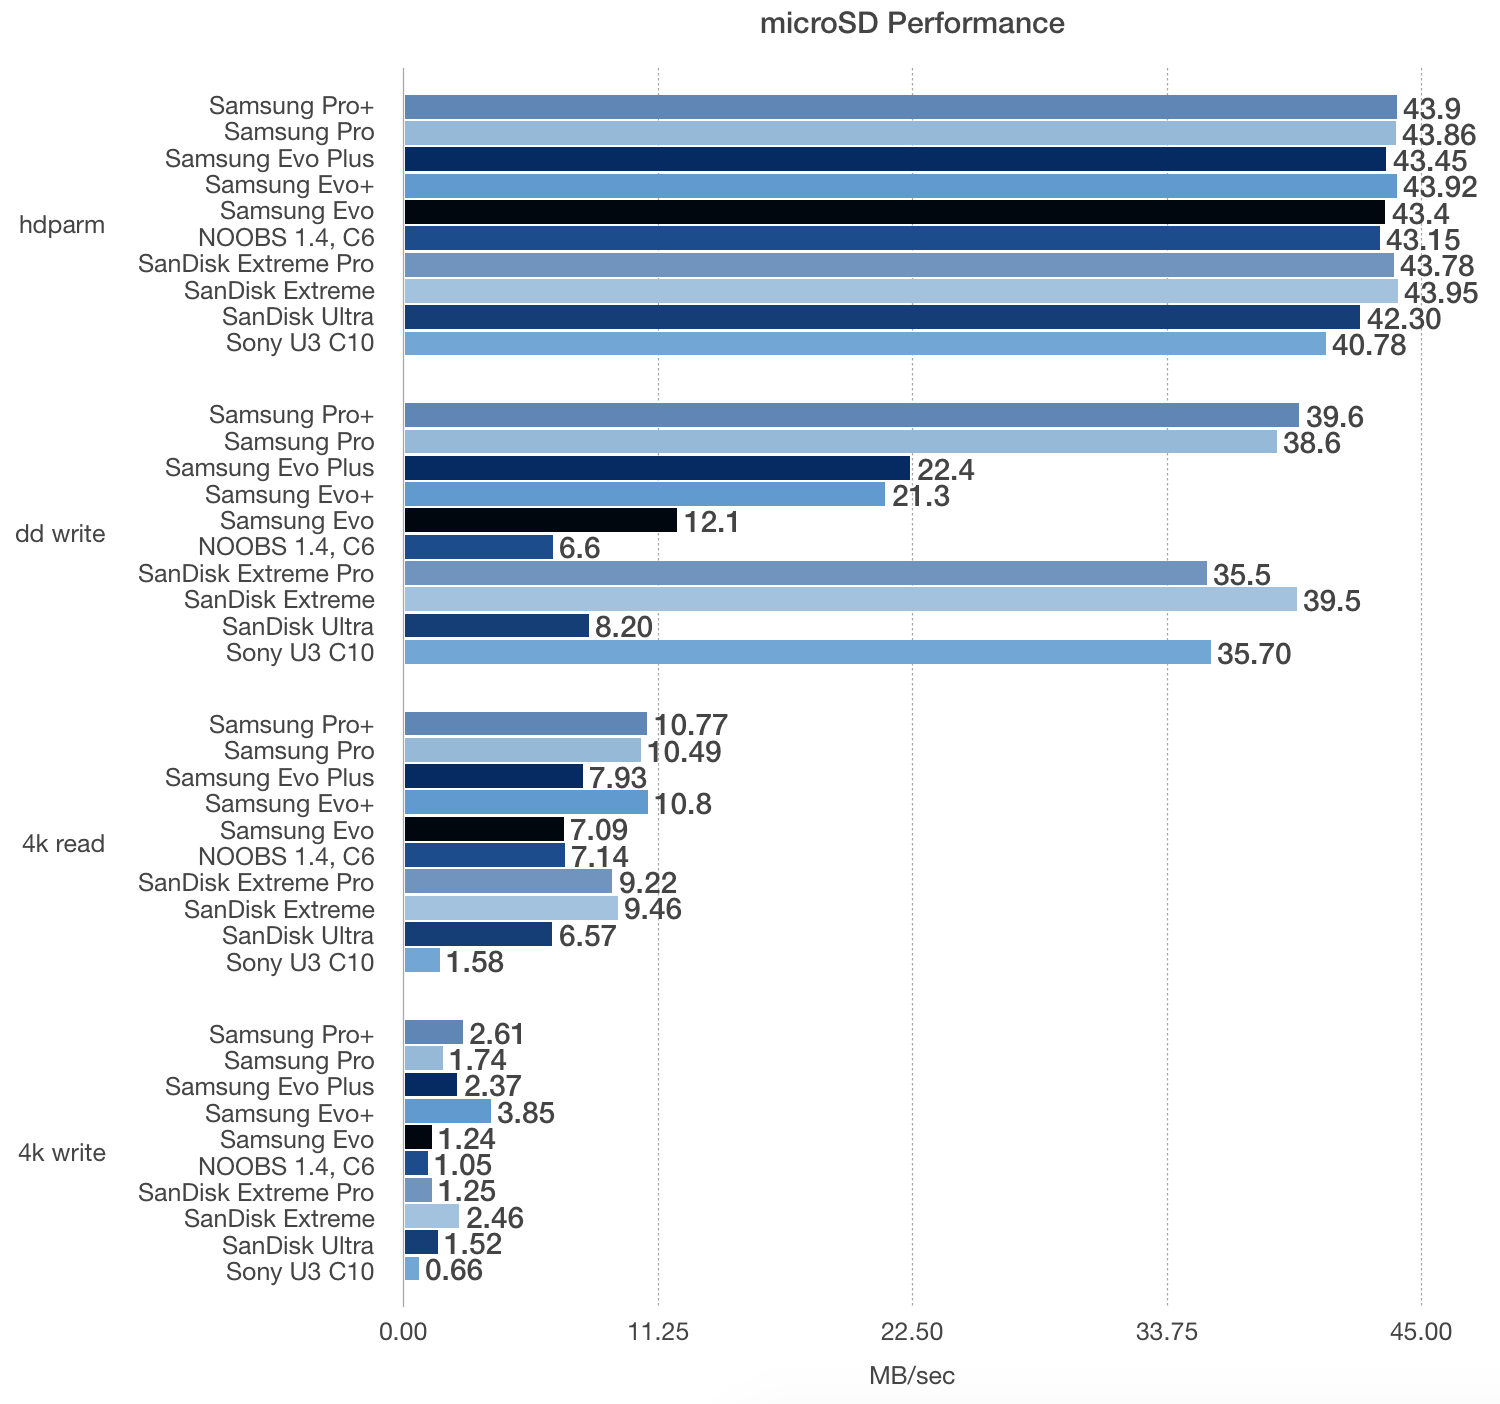 microSD Performance
hdparm
Samsung Pro+ 43.9
Samsung Pro 43.86
Samsung Evo Plus 43.45
Samsung Evo+ 43.92
Samsung Evo 43.4
NOOBS 1.4, C6 43.15
SanDisk Extreme Pro 43.78
SanDisk Extreme 43.95
SanDisk Ultra 42.30
Sony U3 C10 40.78
dd write
Samsung Pro+ 39.6
Samsung Pro 38.6
Samsung Evo Plus 22.4
Samsung Evo+ 21.3
Samsung Evo 12.1
NOOBS 1.4, C6 6.6
SanDisk Extreme Pro 35.5
SanDisk Extreme 39.5
SanDisk Ultra 8.20
Sony U3 C10 35.70
4k read
Samsung Pro+ 10.77
Samsung Pro 10.49
Samsung Evo Plus 7.93
Samsung Evo+ 10.8
Samsung Evo 7.09
NOOBS 1.4, C6 7.14
SanDisk Extreme Pro 9.22
SanDisk Extreme 9.46
SanDisk Ultra 6.57
Sony U3 C10 1.58
4k write
Samsung Pro+ 2.61
Samsung Pro 1.74
Samsung Evo Plus 2.37
Samsung Evo+ 3.85
Samsung Evo 1.24
NOOBS 1.4, C6 1.05
SanDisk Extreme Pro 1.25
SanDisk Extreme 2.46
SanDisk Ultra 1.52
Sony U3 C10 0.66
0.00 11.25 22.50 33.75 45.00
MB/sec